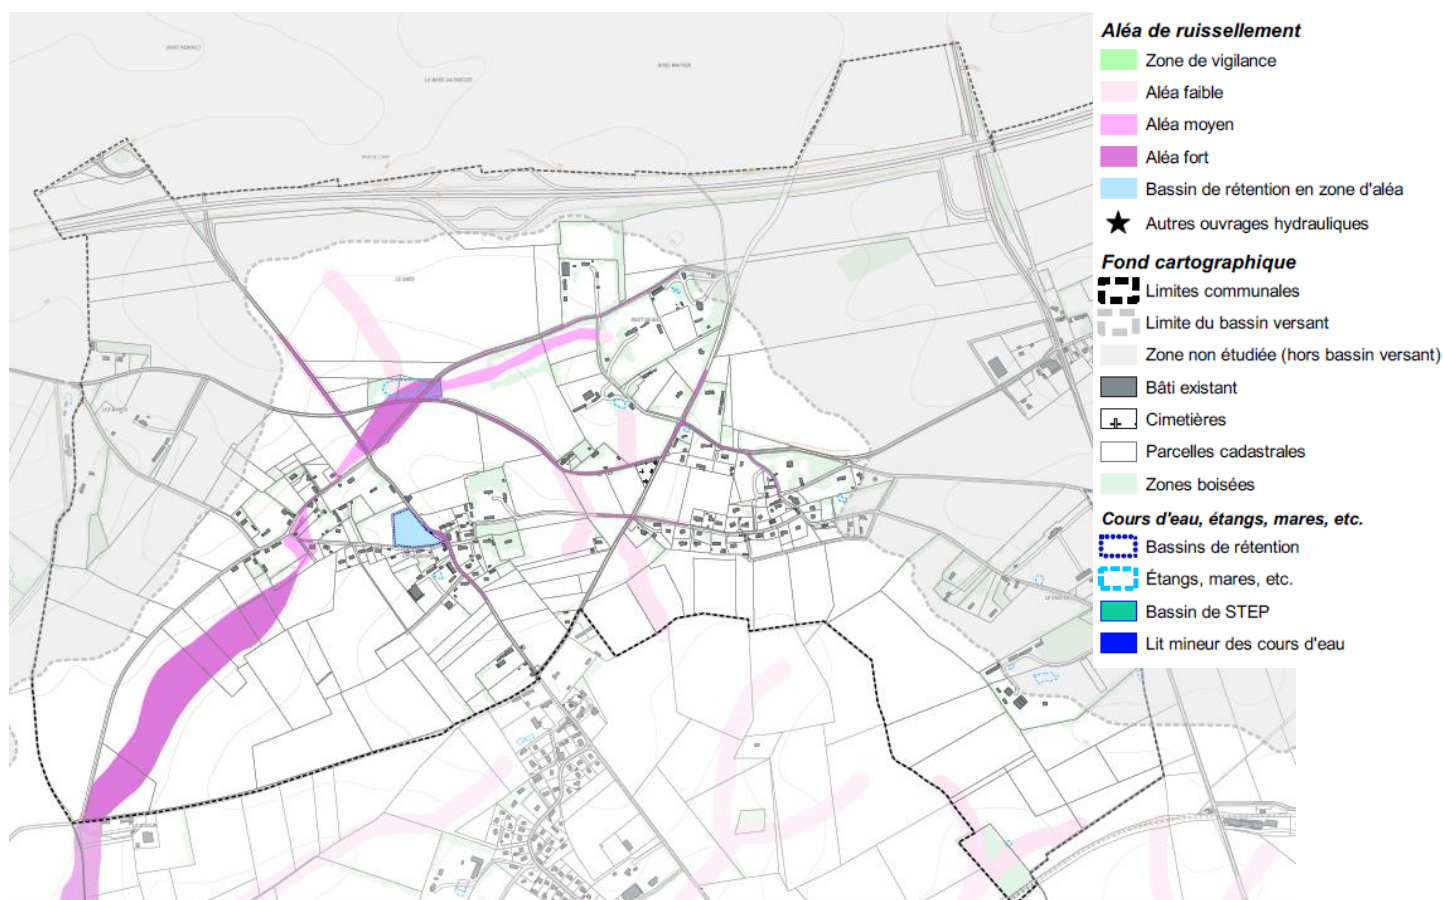 Aléa de ruissellement
Zone de vigilance
Aléa faible
Aléa moyen
Aléa fort
Bassin de rétention en zone d'aléa
Autres ouvrages hydrauliques
Fond cartographique
Limites communales
Limite du bassin versant
Zone non étudiée (hors bassin versant)
Bâti existant
Cimetières
Parcelles cadastrales
Zones boisées
Cours d'eau, étangs, mares, etc.
Bassins de rétention
Étangs, mares, etc.
Bassin de STEP
Lit mineur des cours d'eau